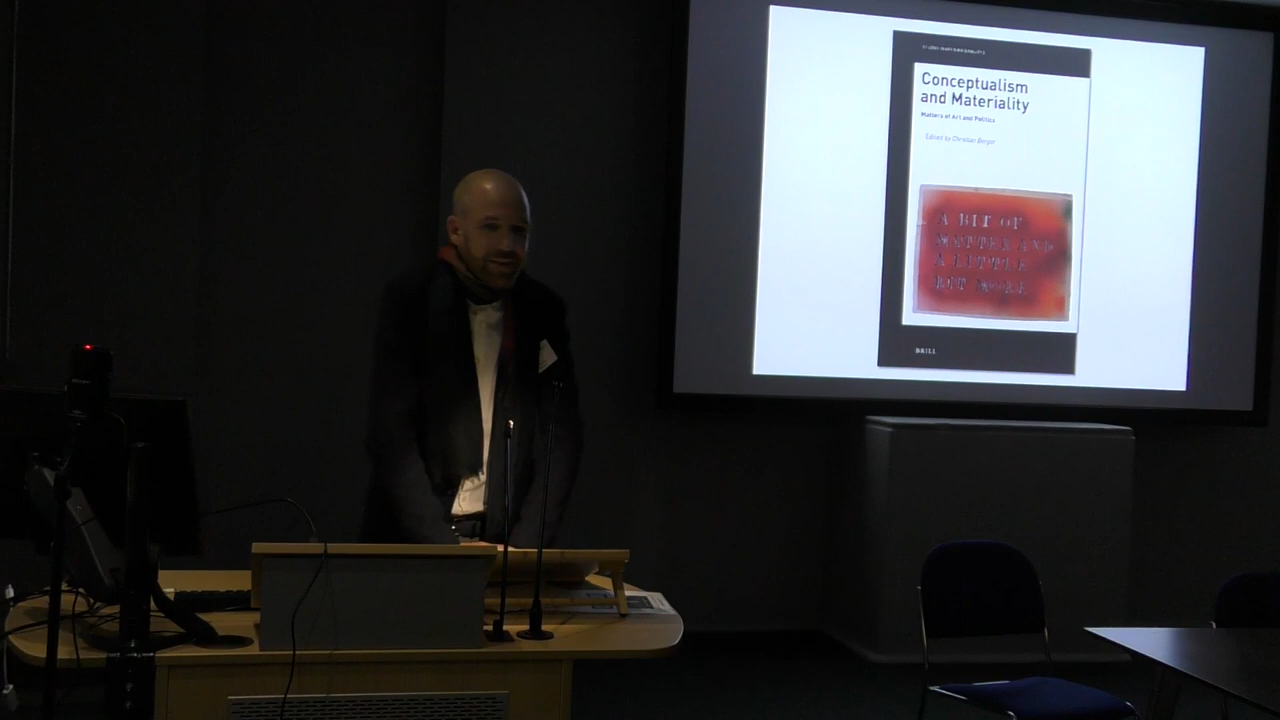 Conceptualism
and Materiality
Matters of Art and Politics
Edited by Christian Berger
A BIT OF
MATTER AND
A LITTLE
BIT MORE
BRILL